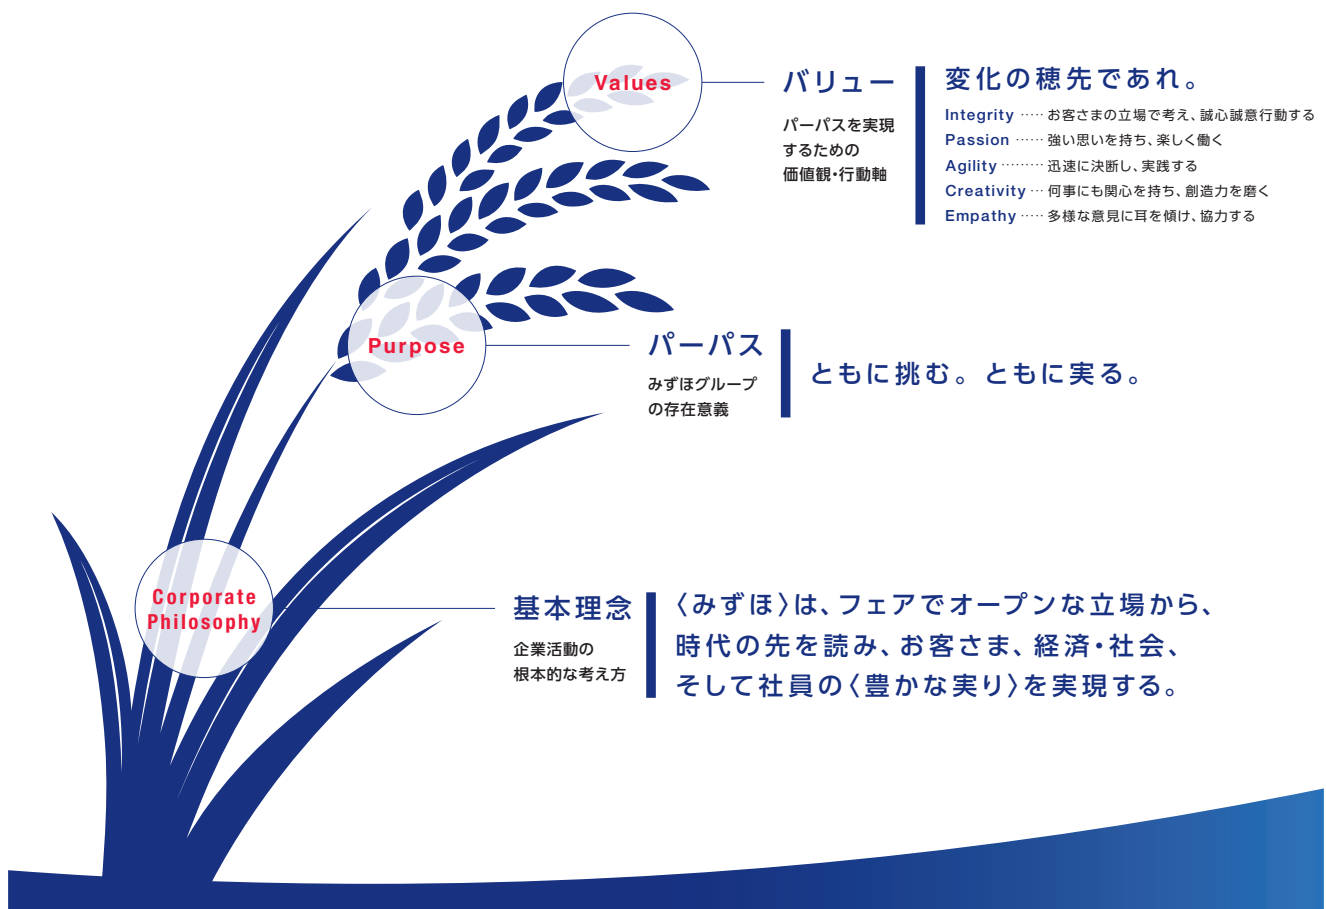 Values
バリュー
パーパスを実現
するための
価値観・行動軸
変化の穂先であれ。
Integrity ····· お客さまの立場で考え、誠心誠意行動する
Passion ······ 強い思いを持ち、楽しく働く
Agility ········· 迅速に決断し、実践する
Creativity ··· 何事にも関心を持ち、創造力を磨く
Empathy ····· 多様な意見に耳を傾け、協力する
Purpose
パーパス
みずほグループ
の存在意義
ともに挑む。ともに実る。
Corporate
Philosophy
基本理念
企業活動の
根本的な考え方
〈みずほ〉は、フェアでオープンな立場から、
時代の先を読み、お客さま、経済・社会、
そして社員の〈豊かな実り〉を実現する。